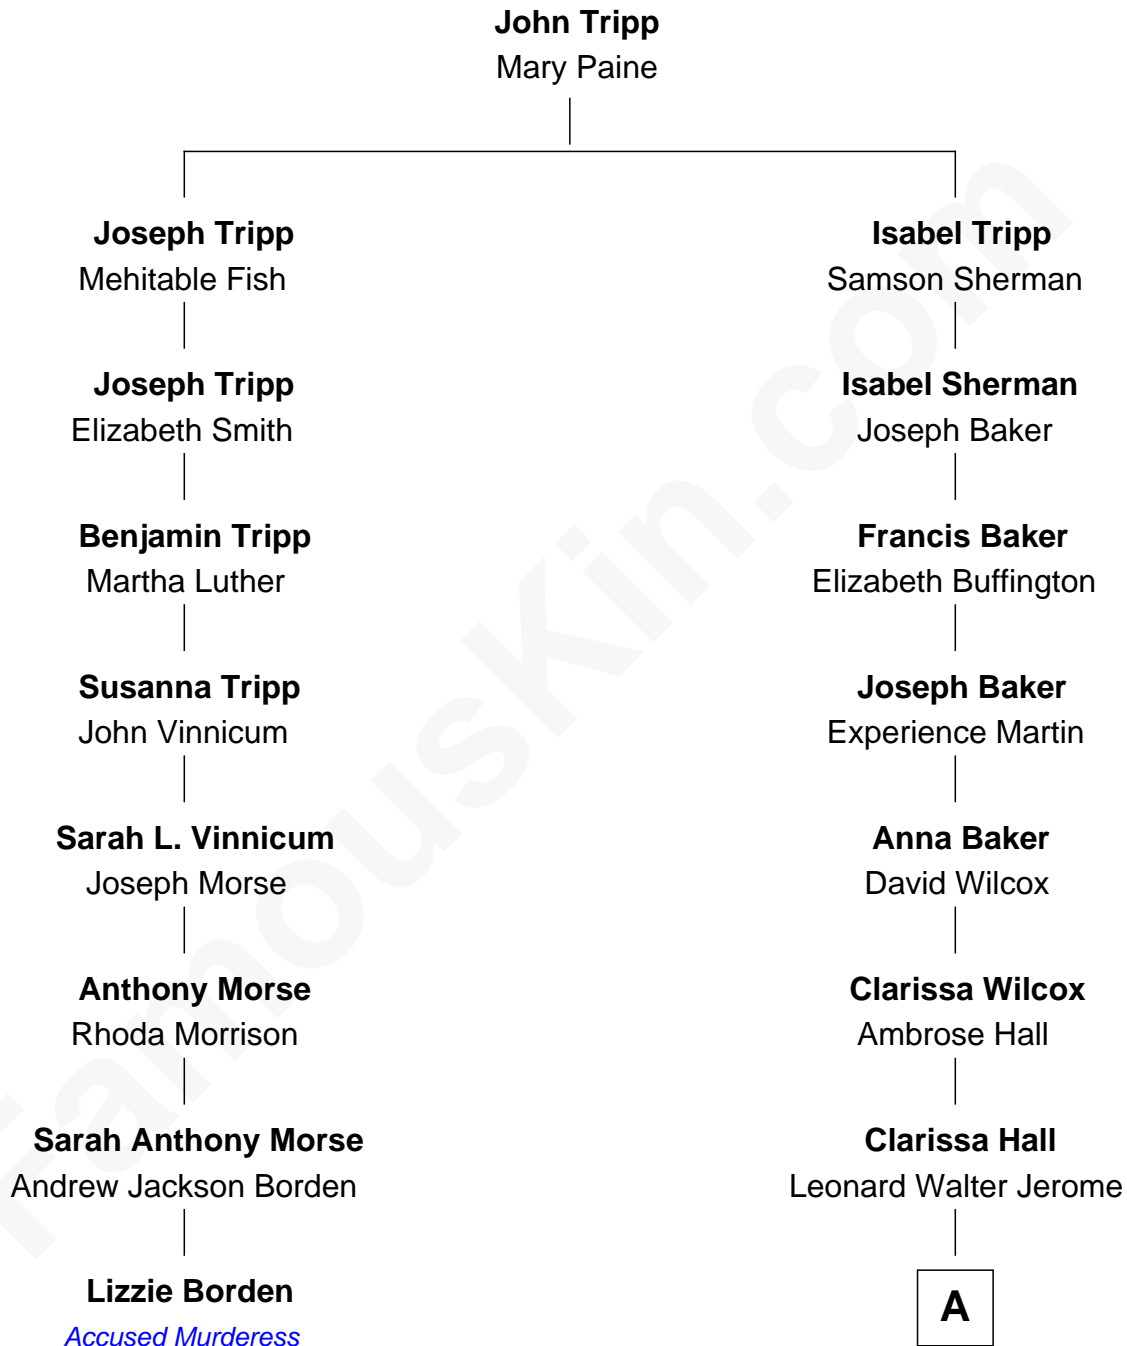 John Tripp
Mary Paine
Joseph Tripp
Mehitable Fish
Isabel Tripp
Samson Sherman
Joseph Tripp
Elizabeth Smith
Isabel Sherman
Joseph Baker
Benjamin Tripp
Martha Luther
Francis Baker
Elizabeth Buffington
Susanna Tripp
John Vinnicum
Joseph Baker
Experience Martin
Sarah L. Vinnicum
Joseph Morse
Anna Baker
David Wilcox
Anthony Morse
Rhoda Morrison
Clarissa Wilcox
Ambrose Hall
Sarah Anthony Morse
Andrew Jackson Borden
Clarissa Hall
Leonard Walter Jerome
Lizzie Borden
Accused Murderess
A
FamousKin.com